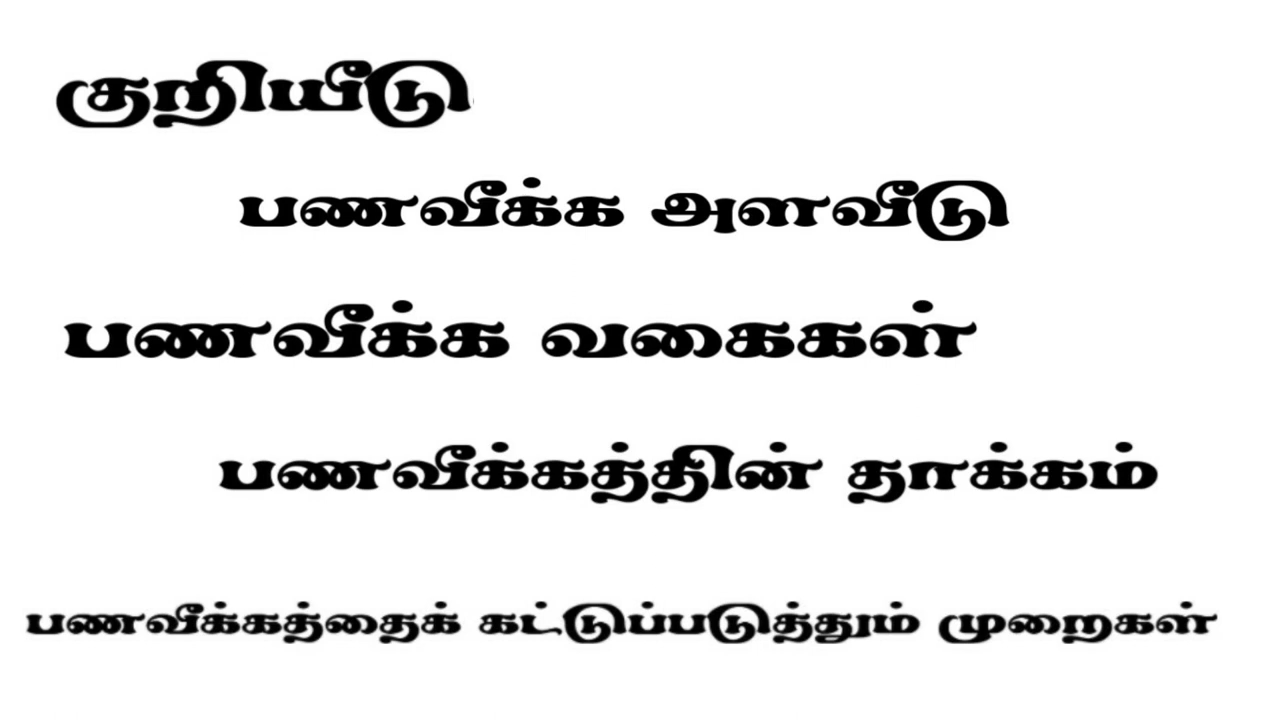 குறியீடு
பணவீக்க அளவீடு
பணவீக்க வகைகள்
பணவீக்கத்தின் தாக்கம்
பணவீக்கத்தைக் கட்டுப்படுத்தும் முறைகள்